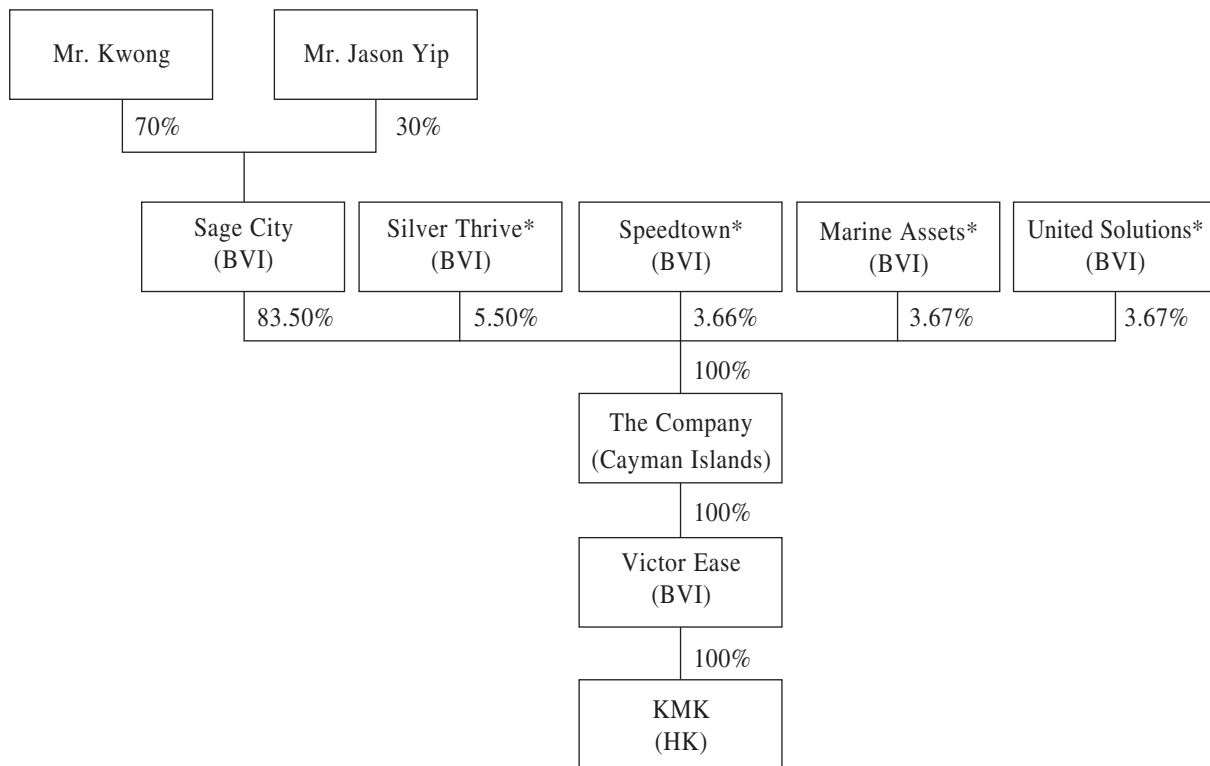 Mr. Kwong
Mr. Jason Yip
70%
30%
Sage City
(BVI)
Silver Thrive*
(BVI)
Speedtown*
(BVI)
Marine Assets*
(BVI)
United Solutions*
(BVI)
83.50%
5.50%
3.66%
3.67%
3.67%
100%
The Company
(Cayman Islands)
100%
Victor Ease
(BVI)
100%
KMK
(HK)